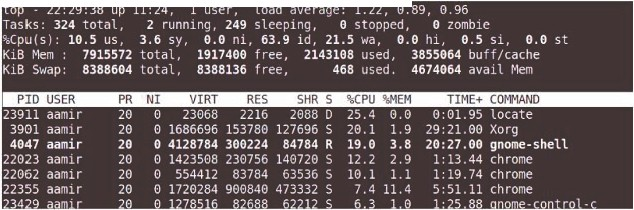 top - 22:29:38 up 11:24, 1 user, load average: 1.22, 0.89, 0.96
Tasks: 324 total, 2 running, 249 sleeping, 0 stopped, 0 zombie
%Cpu(s): 10.5 us, 3.6 sy, 0.0 ni, 63.9 id, 21.5 wa, 0.0 hi, 0.5 si, 0.0 st
KiB Mem : 7915572 total, 1917400 free, 2143108 used, 3855064 buff/cache
KiB Swap: 8388604 total, 8388136 free, 468 used. 4674064 avail Mem
PID USER PR NI VIRT RES SHR S %CPU %MEM TIME+ COMMAND
23911 aamir 20 0 23068 2216 2088 D 25.4 0.0 0:01.95 locate
3901 aamir 20 0 1686696 153780 127696 S 20.1 1.9 29:21.00 Xorg
4047 aamir 20 0 4128784 300224 84784 R 19.0 3.8 20:27.00 gnome-shell
22023 aamir 20 0 1423508 230756 140720 S 12.2 2.9 1:13.44 chrome
22062 aamir 20 0 554412 83784 63536 S 10.1 1.1 1:19.74 chrome
22355 aamir 20 0 1720284 900840 473332 S 7.4 11.4 5:51.11 chrome
23429 aamir 20 0 1278516 82688 62212 S 6.3 1.0 1:25.88 gnome-control-c